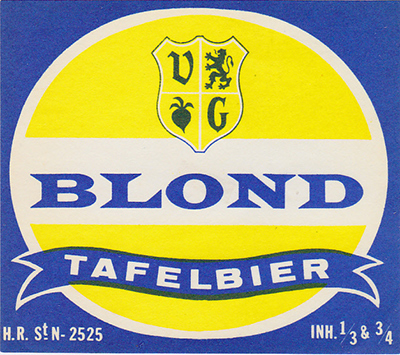 V
G
BLOND
TAFELBIER
H.R. St N- 2525
INH. 1/3 & 3/4